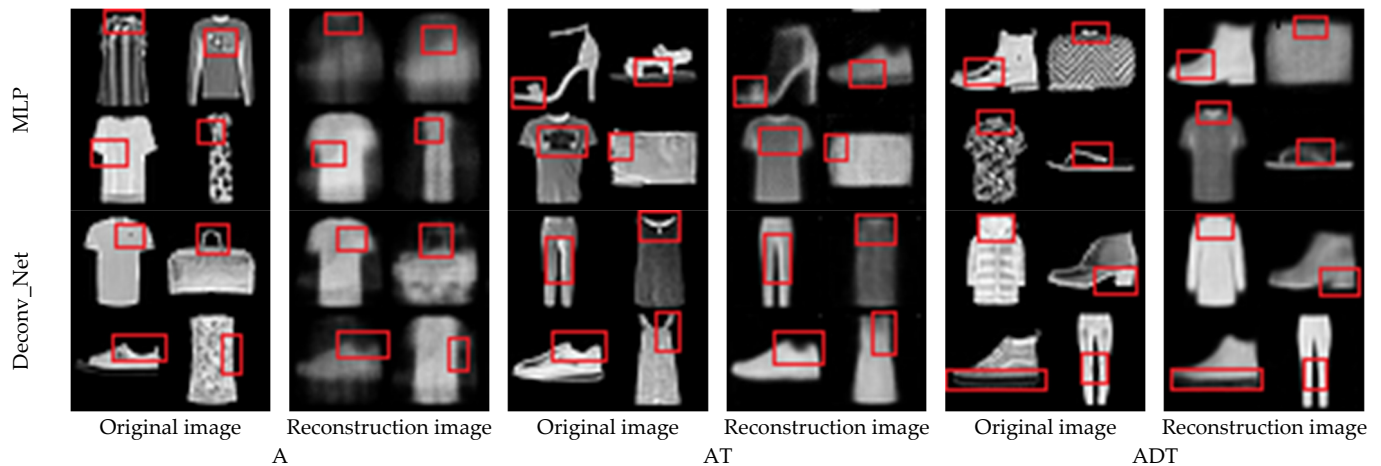 MLP
Deconv_Net
Original image Reconstruction image Original image Reconstruction image Original image Reconstruction image
A AT ADT